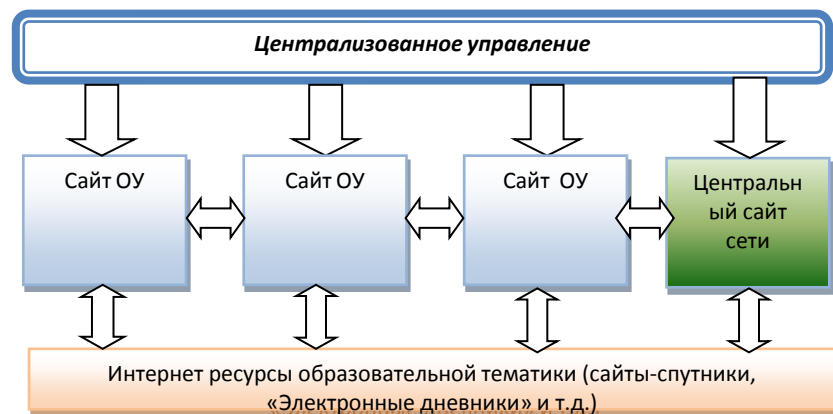 Централизованное управление
Сайт ОУ
Сайт ОУ
Сайт ОУ
Центральн
ый сайт
сети
Интернет ресурсы образовательной тематики (сайты-спутники,
«Электронные дневники» и т.д.)